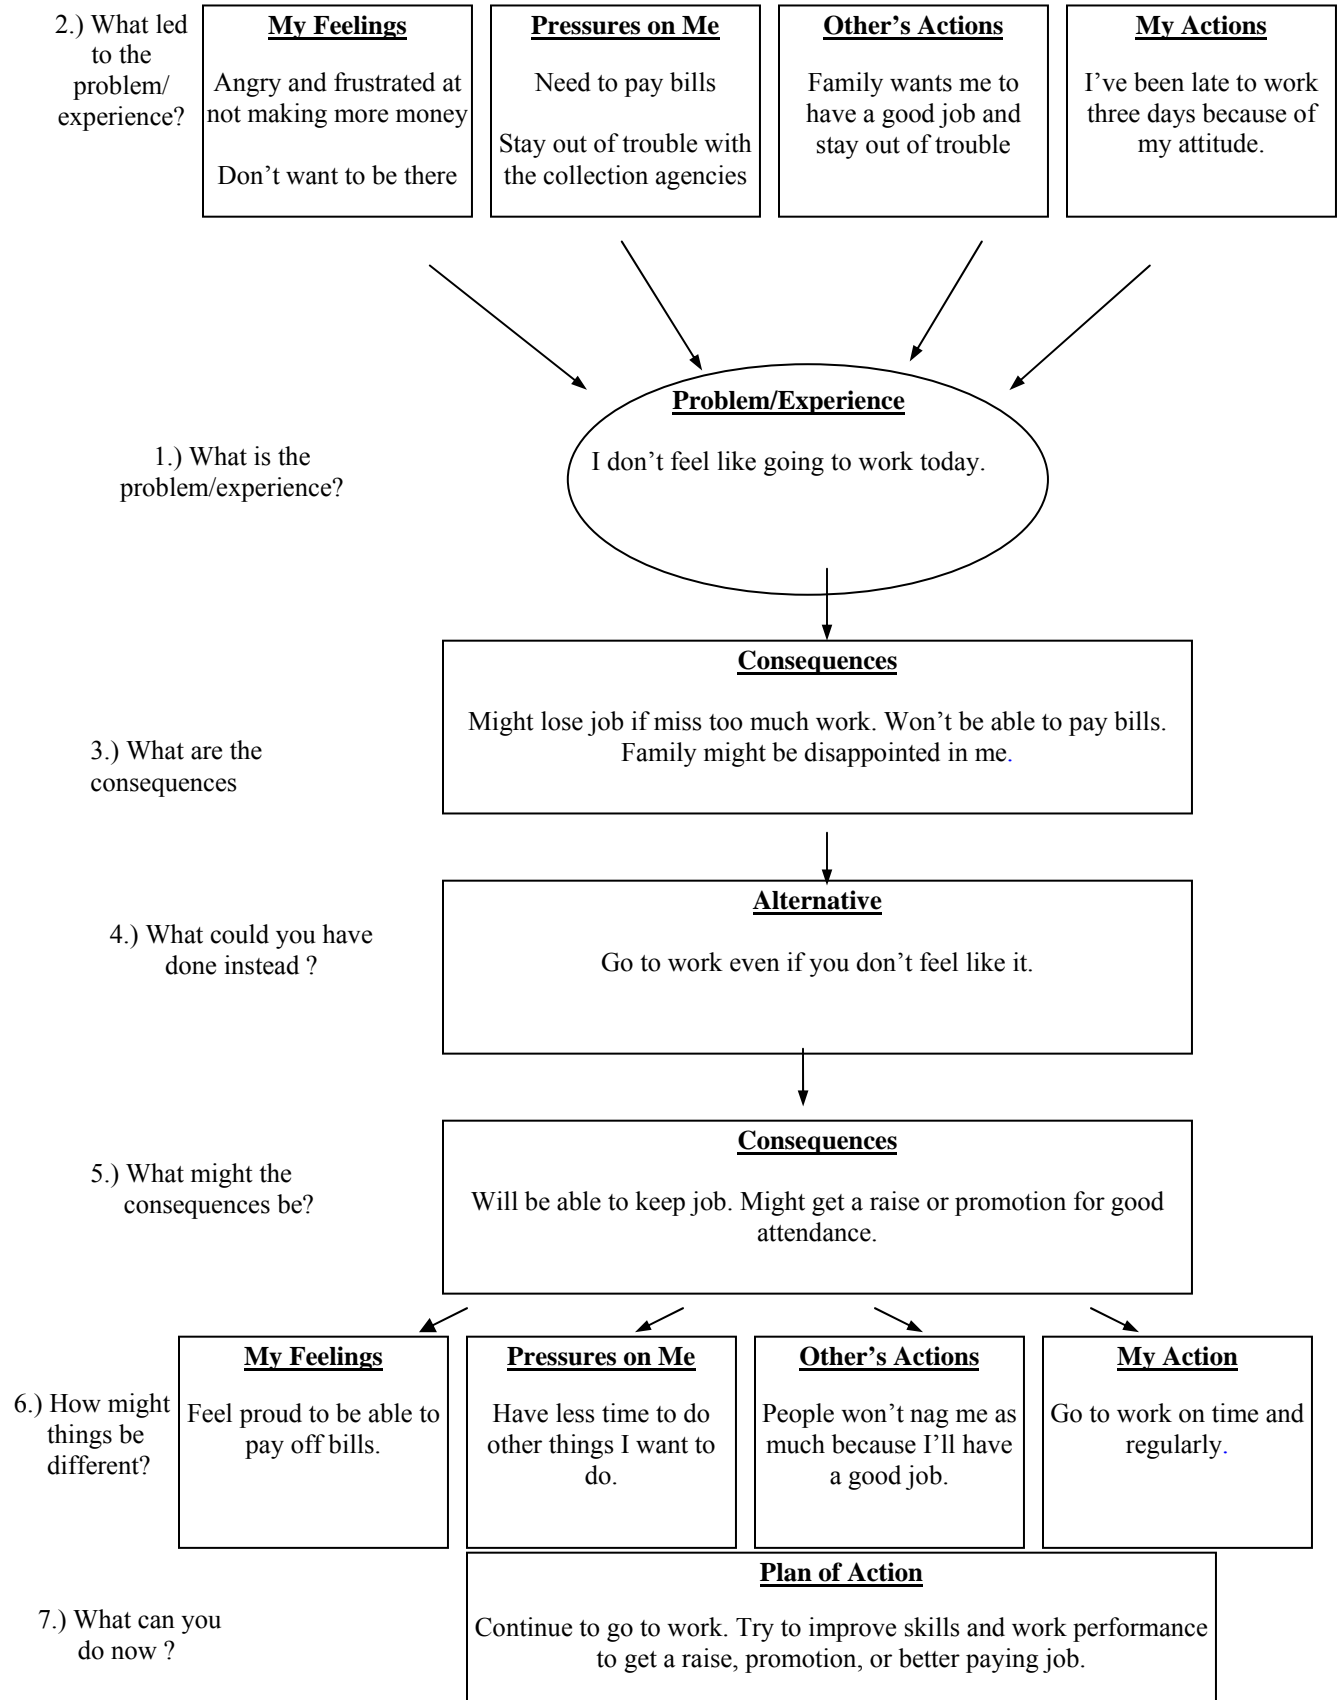 2.) What led
to the
problem/
experience?
My Feelings
Angry and frustrated at
not making more money
Don’t want to be there
Pressures on Me
Need to pay bills
Stay out of trouble with
the collection agencies
Other’s Actions
Family wants me to
have a good job and
stay out of trouble
My Actions
I’ve been late to work
three days because of
my attitude.
1.) What is the
problem/experience?
Problem/Experience
I don’t feel like going to work today.
3.) What are the
consequences
Consequences
Might lose job if miss too much work. Won’t be able to pay bills.
Family might be disappointed in me.
4.) What could you have
done instead ?
Alternative
Go to work even if you don’t feel like it.
5.) What might the
consequences be?
Consequences
Will be able to keep job. Might get a raise or promotion for good
attendance.
6.) How might
things be
different?
My Feelings
Feel proud to be able to
pay off bills.
Pressures on Me
Have less time to do
other things I want to
do.
Other’s Actions
People won’t nag me as
much because I’ll have
a good job.
My Action
Go to work on time and
regularly.
7.) What can you
do now ?
Plan of Action
Continue to go to work. Try to improve skills and work performance
to get a raise, promotion, or better paying job.